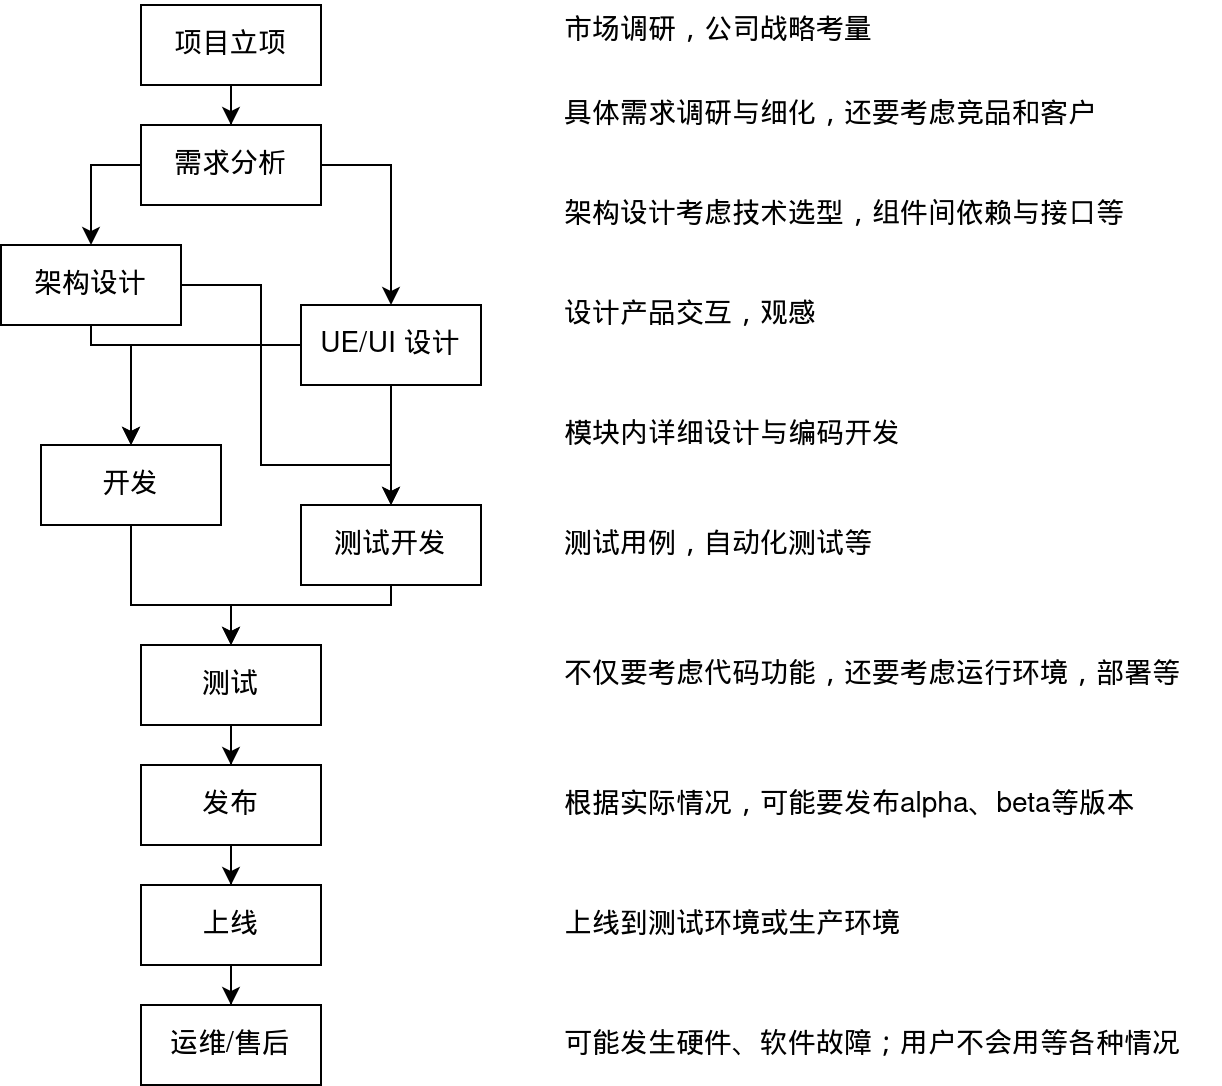 项目立项
市场调研，公司战略考量
具体需求调研与细化，还要考虑竞品和客户
需求分析
架构设计考虑技术选型，组件间依赖与接口等
架构设计
设计产品交互，观感
UE/UI 设计
模块内详细设计与编码开发
开发
测试开发
测试用例，自动化测试等
测试
不仅要考虑代码功能，还要考虑运行环境，部署等
发布
根据实际情况，可能要发布alpha、beta等版本
上线
上线到测试环境或生产环境
运维/售后
可能发生硬件、软件故障；用户不会用等各种情况